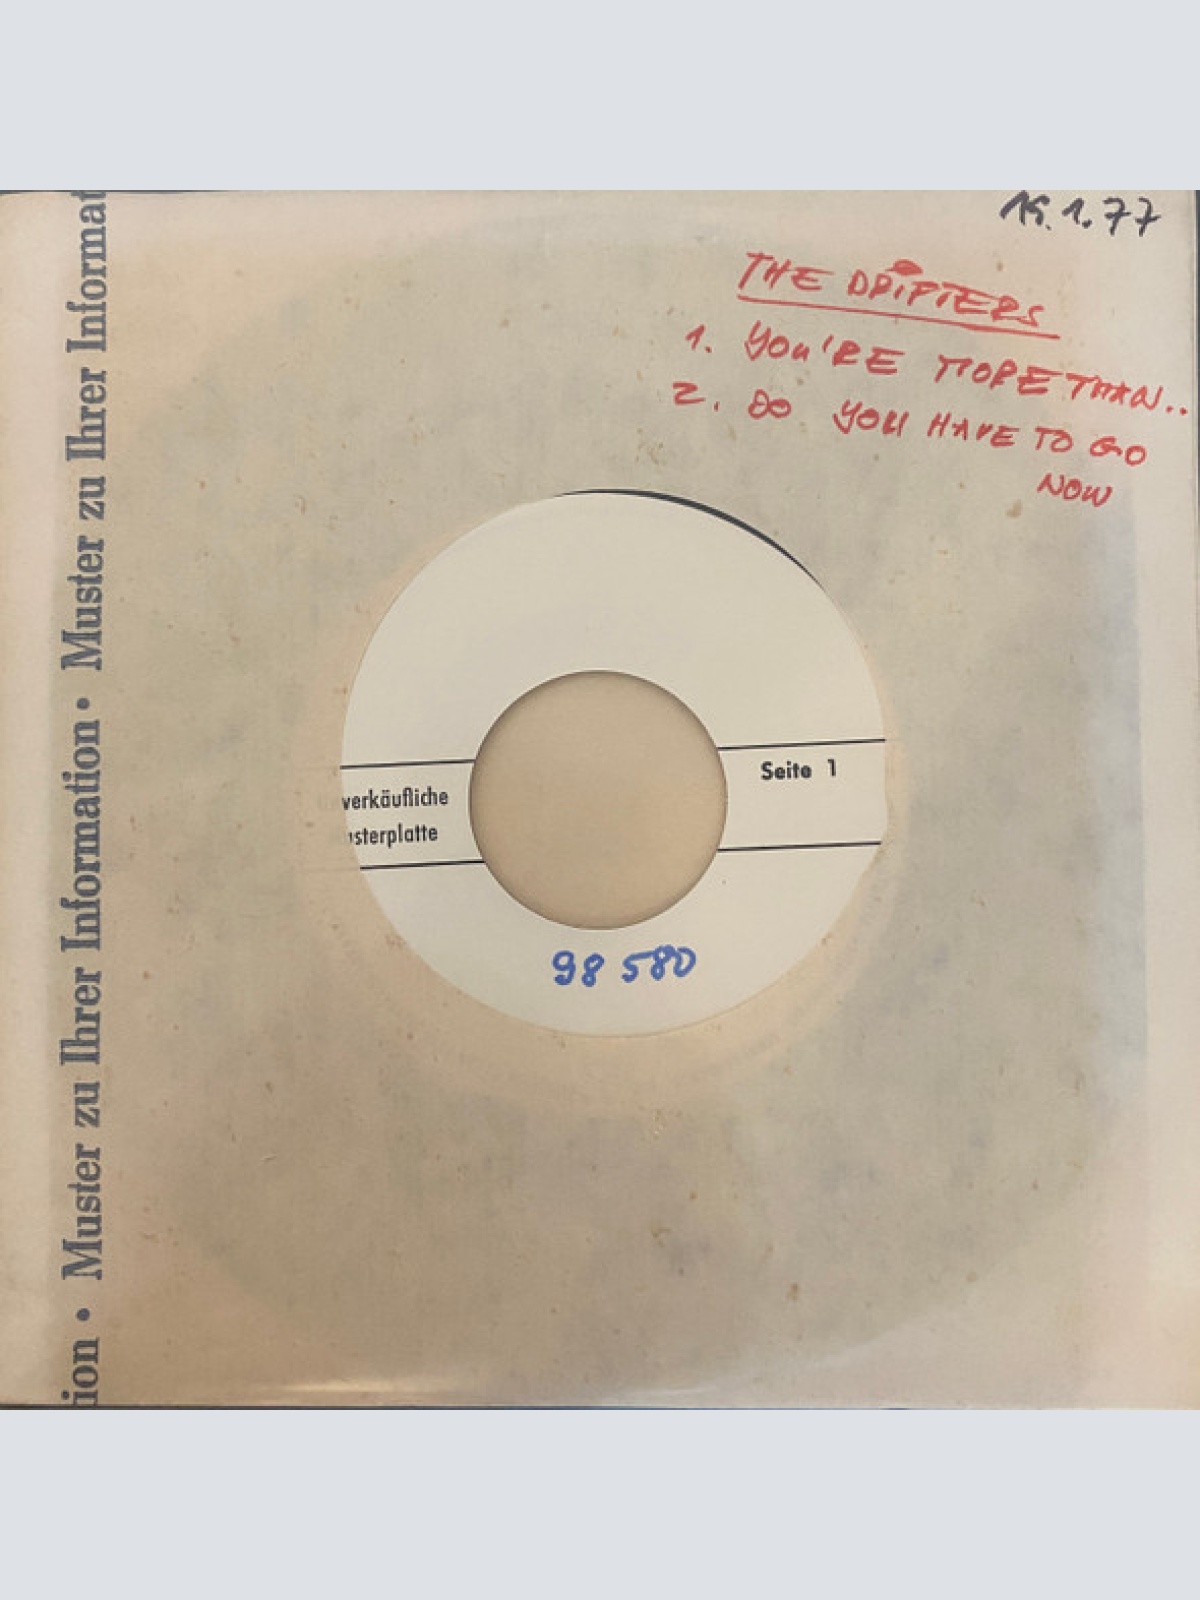 19.1.77
THE DRIFTERS
1. YOU'RE MORE THAN..
2. DO YOU HAVE TO GO
NOW
ion • Muster zu Ihrer Information • Muster zu Ihrer Informat
verkäufliche
sterplatte
Seite 1
98 580